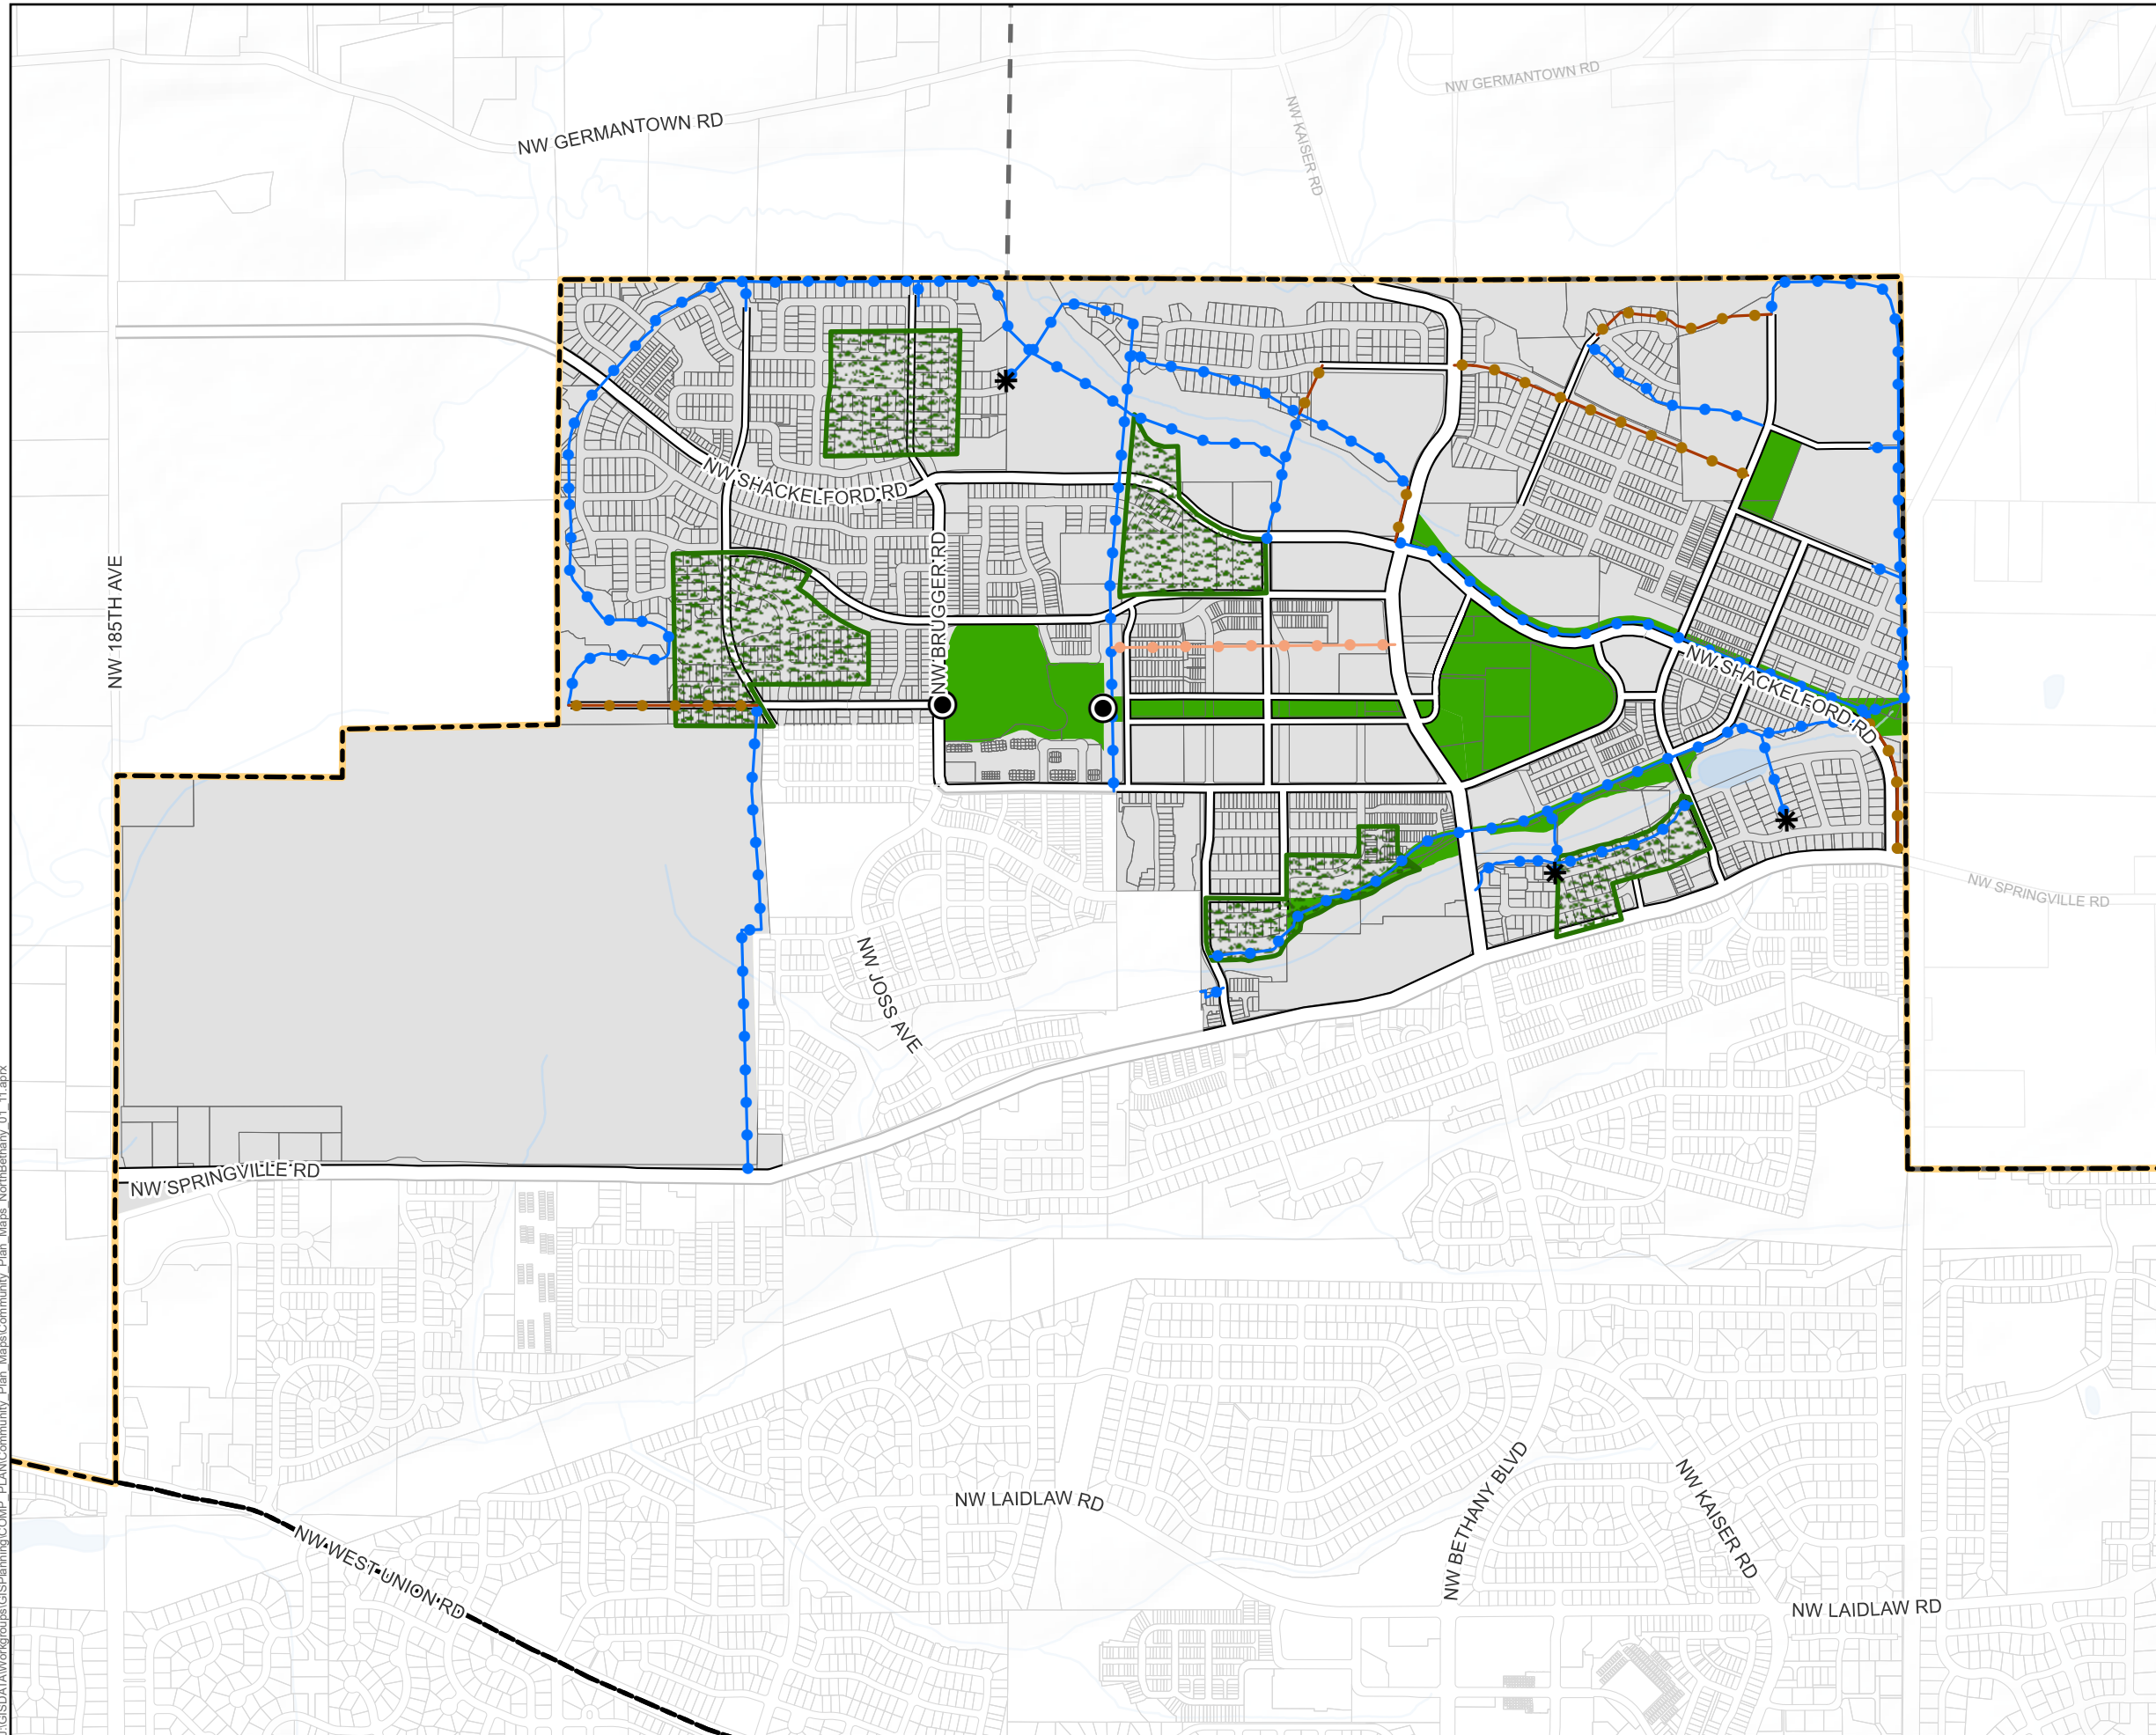 NW GERMANTOWN RD
NW GERMANTOWN RD
NW KAISER RD
NW SHACKELFORD RD
NW BRUGGER RD
NW 185TH AVE
NW SHACKELFORD RD
NW SPRINGVILLE RD
NW JOSS AVE
NW SPRINGVILLE RD
NW LAIDLAW RD
NW BETHANY BLVD
NW KAISER RD
NW WEST UNION RD
NW LAIDLAW RD